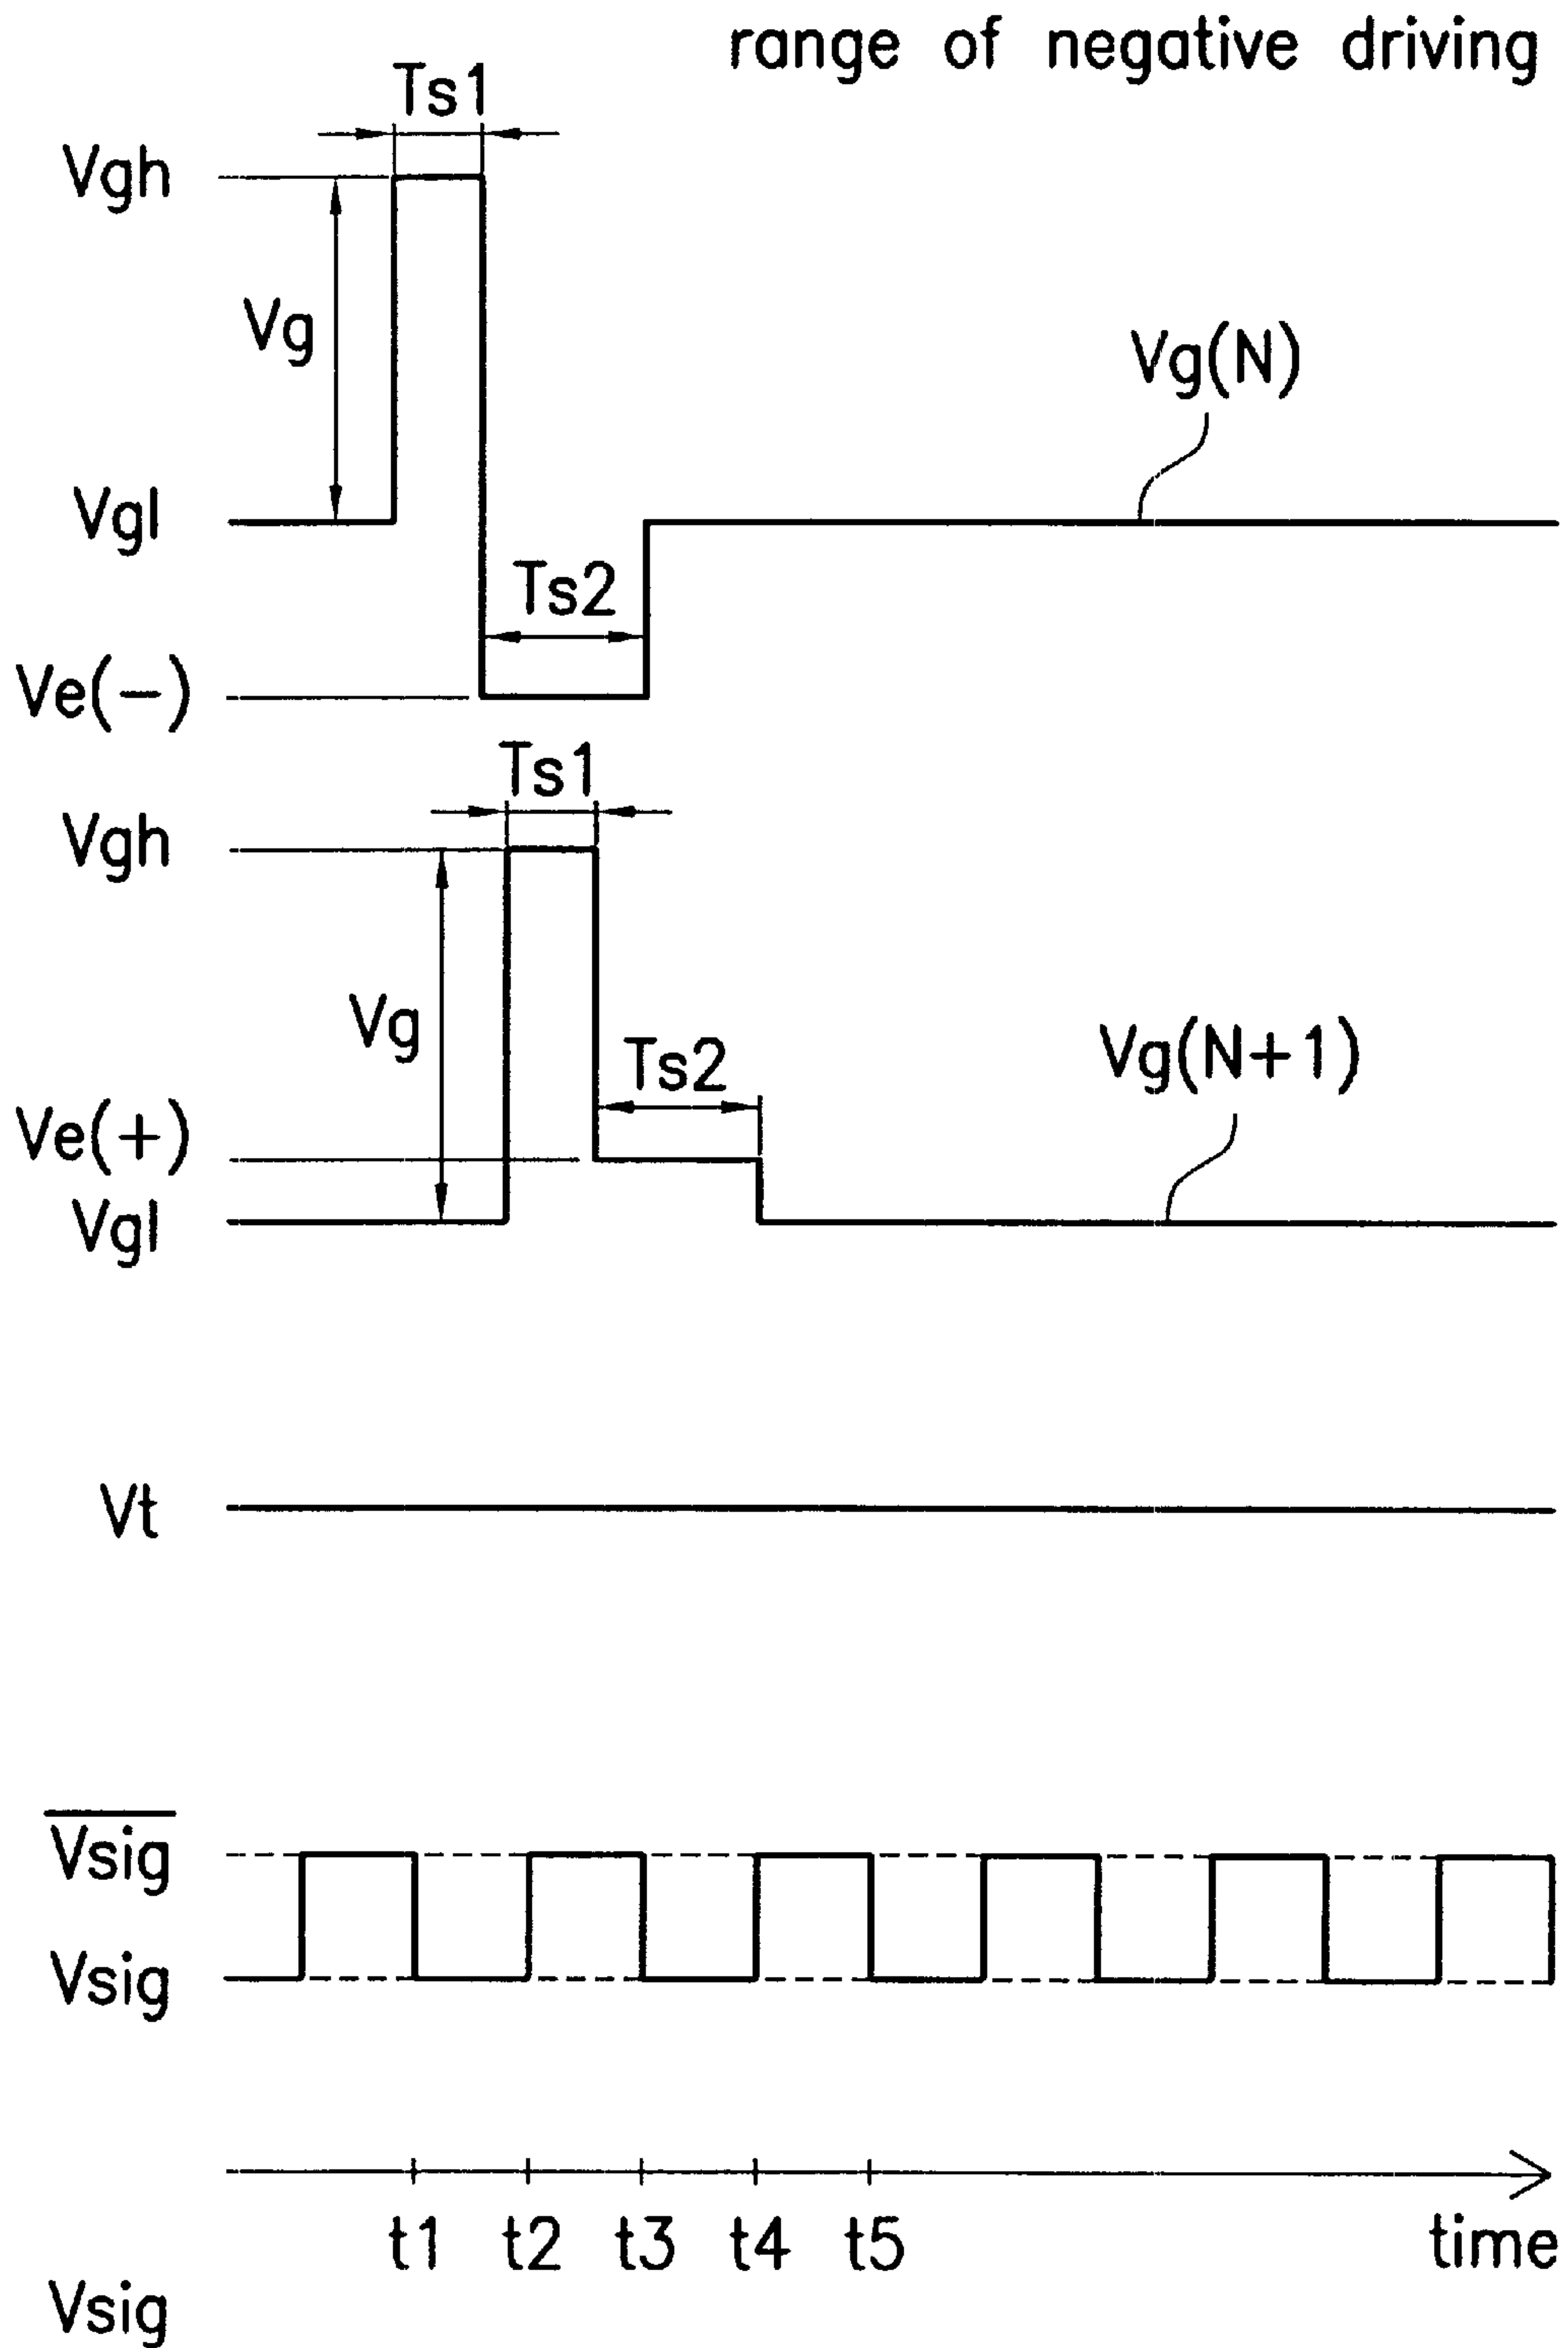 range of negative driving
Ts1
Vgh
Vg
Vg(N)
Vgl
Ts2
Ve(-)
Ts1
Vgh
Vg
Vg(N+1)
Ts2
Ve(+)
Vgl
Vt
V̅s̅i̅g̅
Vsig
t1 t2 t3 t4 t5 time
Vsig